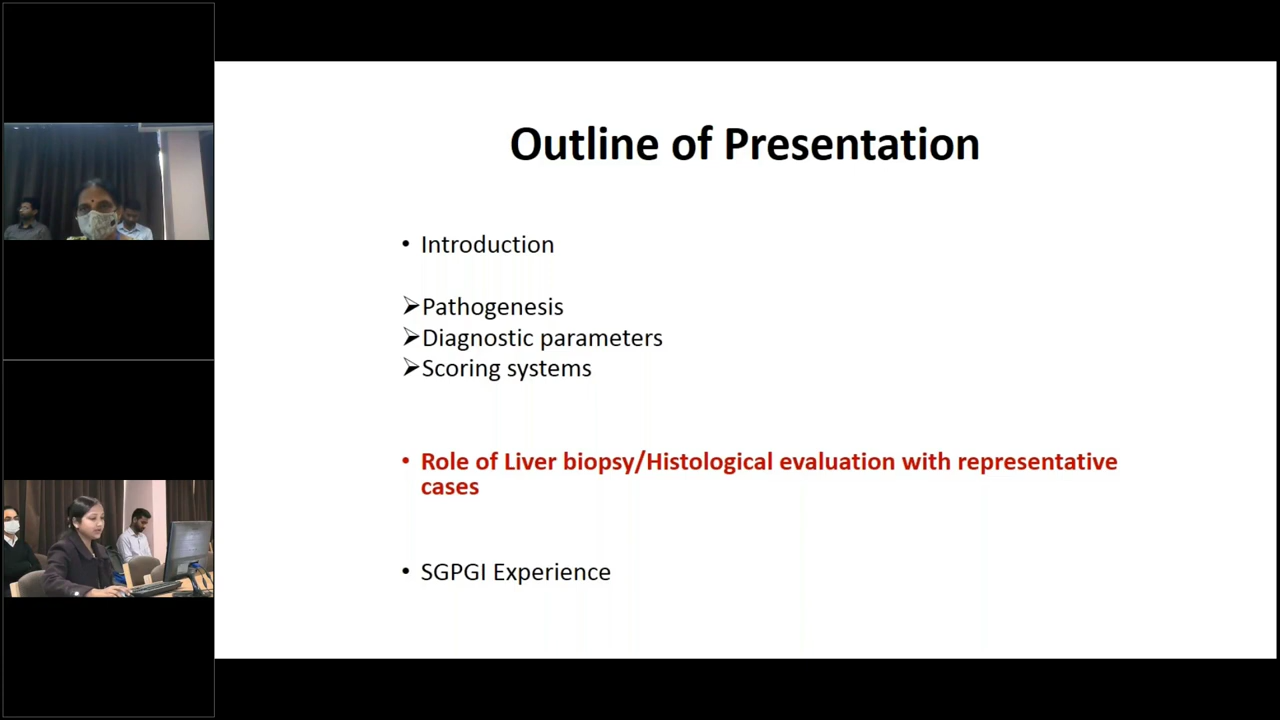 Outline of Presentation
• Introduction
➢Pathogenesis
➢Diagnostic parameters
➢Scoring systems
• Role of Liver biopsy/Histological evaluation with representative
cases
• SGPGI Experience